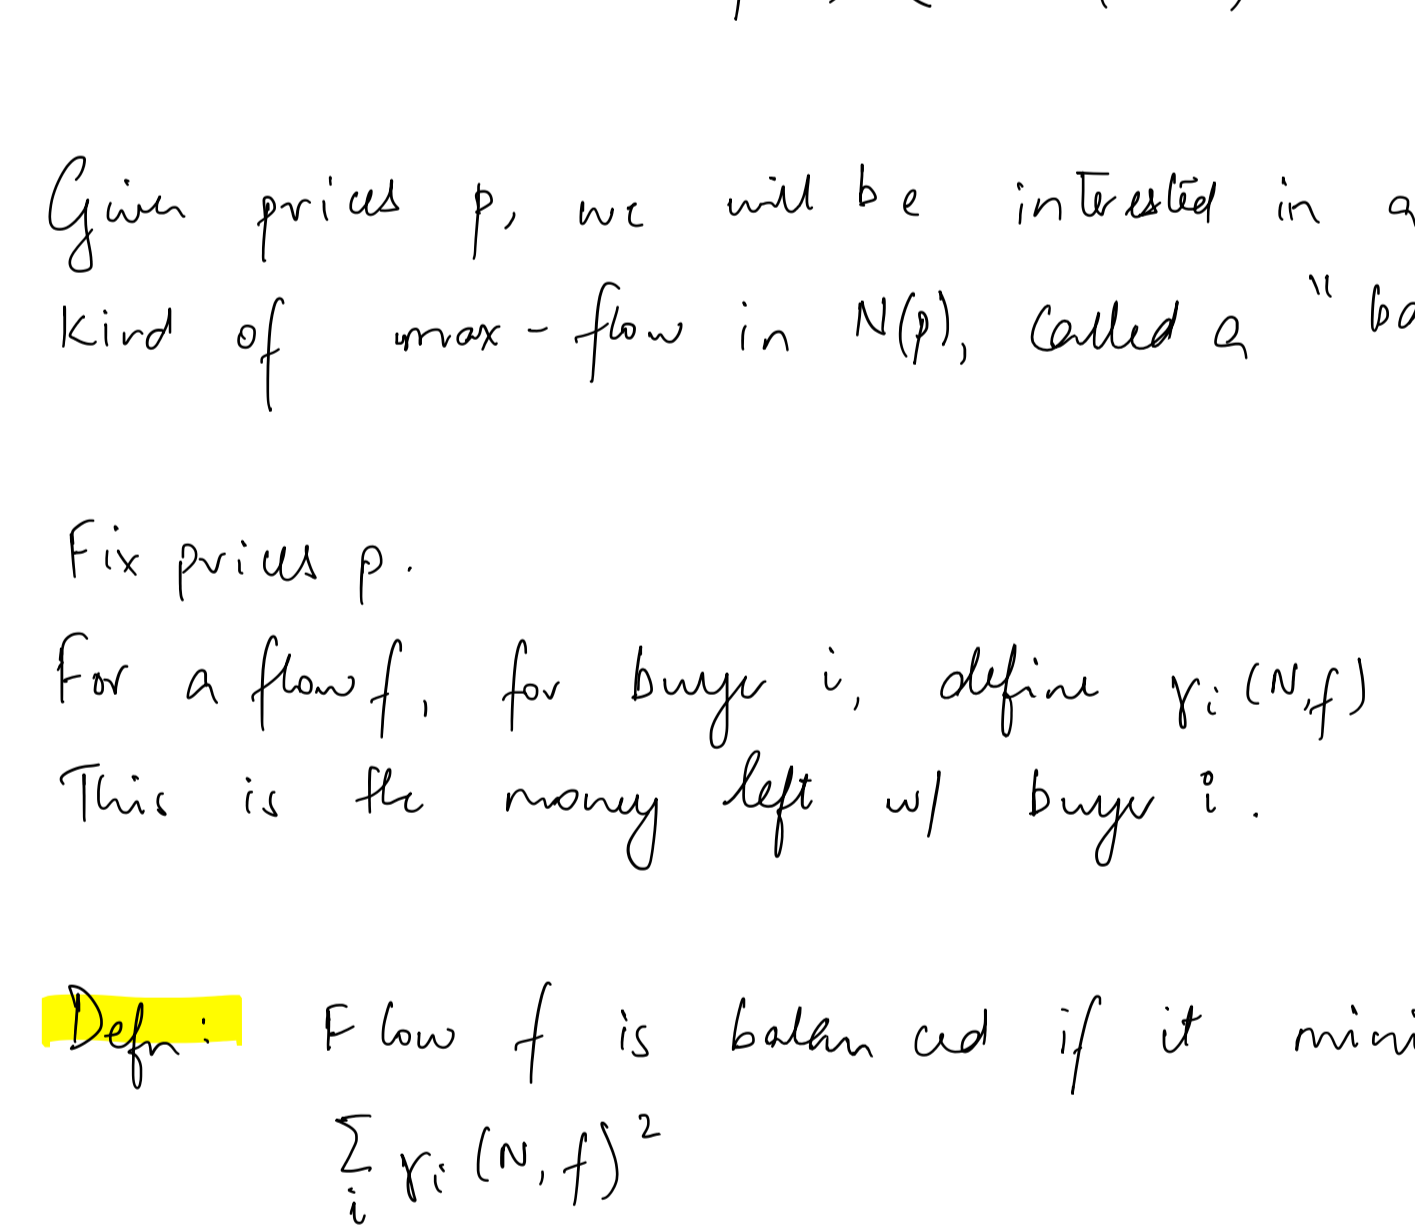 Given prices p, we will be interested in a
kind of max-flow in N(p), called a "ba
Fix prices p.
For a flow f, for buyer i, define γi(N,f)
This is the money left w/ buyer i.
Defn: Flow f is balanced if it mini
∑i γi(N,f)²